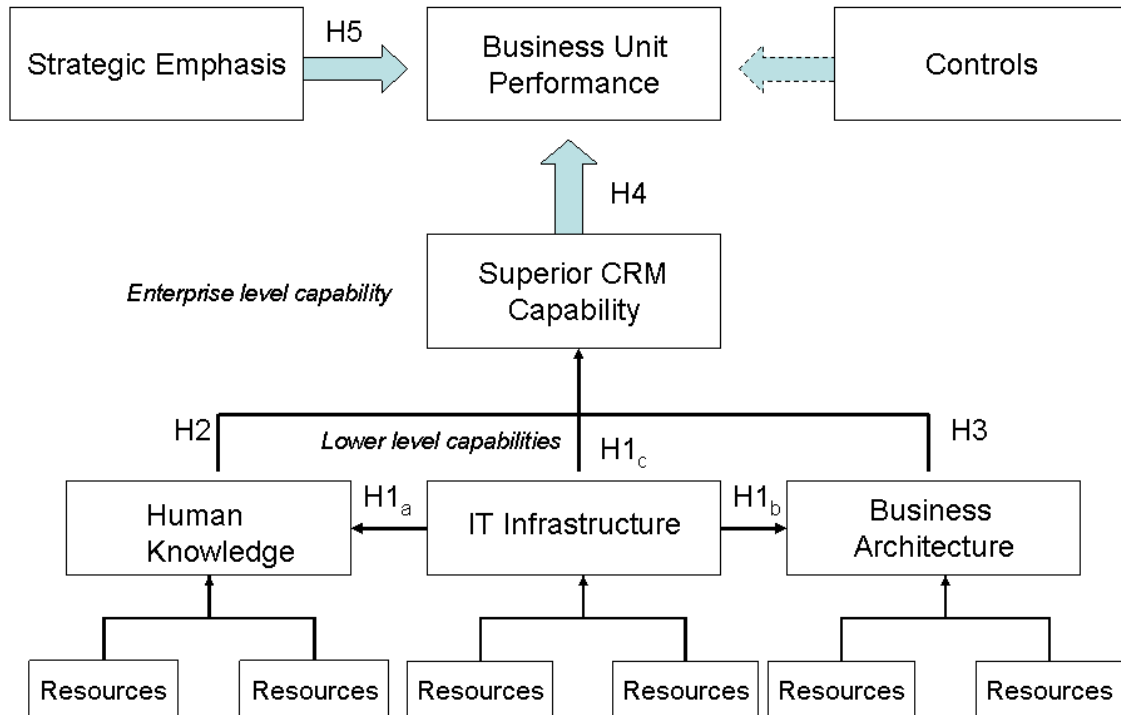 H5
Strategic Emphasis
Business Unit
Performance
Controls
H4
Superior CRM
Capability
Enterprise level capability
H2
Lower level capabilities
H1c
H3
Human
Knowledge
H1a
IT Infrastructure
H1b
Business
Architecture
Resources
Resources
Resources
Resources
Resources
Resources